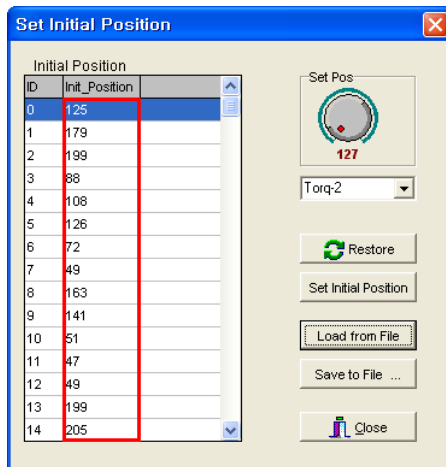 Set Initial Position
Initial Position
ID Init_Position
0 125
1 179
2 199
3 88
4 108
5 126
6 72
7 49
8 163
9 141
10 51
11 47
12 49
13 199
14 205
Set Pos
127
Torq-2
Restore
Set Initial Position
Load from File
Save to File ...
Close